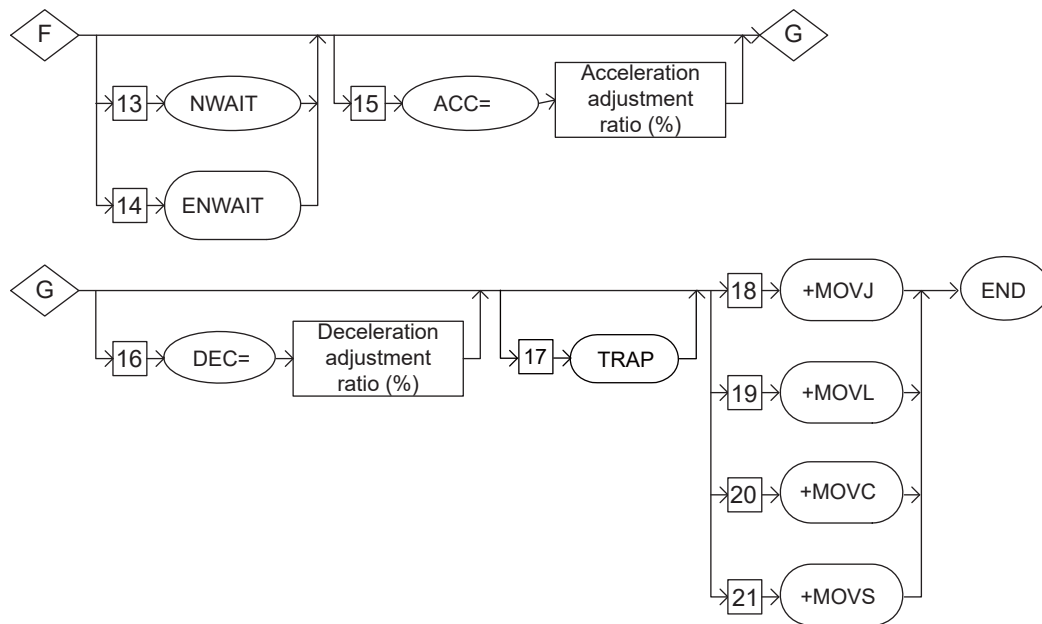 F
G
13
NWAIT
15
ACC=
Acceleration
adjustment
ratio (%)
14
ENWAIT
G
18
+MOVJ
END
16
DEC=
Deceleration
adjustment
ratio (%)
17
TRAP
19
+MOVL
20
+MOVC
21
+MOVS